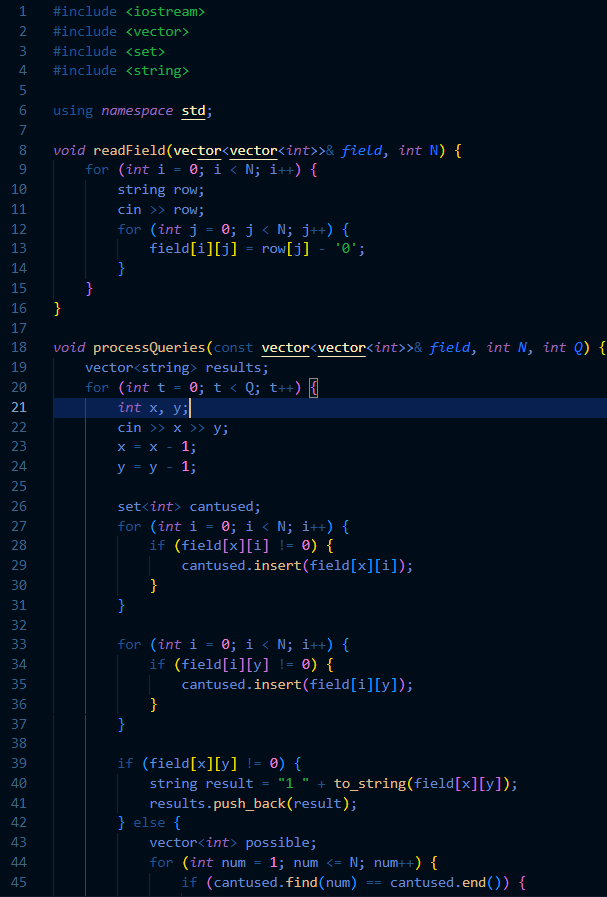 1 #include <iostream>
2 #include <vector>
3 #include <set>
4 #include <string>
5
6 using namespace std;
7
8 void readField(vector<vector<int>>& field, int N) {
9     for (int i = 0; i < N; i++) {
10         string row;
11         cin >> row;
12         for (int j = 0; j < N; j++) {
13             field[i][j] = row[j] - '0';
14         }
15     }
16 }
17
18 void processQueries(const vector<vector<int>>& field, int N, int Q) {
19     vector<string> results;
20     for (int t = 0; t < Q; t++) {
21         int x, y;
22         cin >> x >> y;
23         x = x - 1;
24         y = y - 1;
25
26         set<int> cantused;
27         for (int i = 0; i < N; i++) {
28             if (field[x][i] != 0) {
29                 cantused.insert(field[x][i]);
30             }
31         }
32
33         for (int i = 0; i < N; i++) {
34             if (field[i][y] != 0) {
35                 cantused.insert(field[i][y]);
36             }
37         }
38
39         if (field[x][y] != 0) {
40             string result = "1 " + to_string(field[x][y]);
41             results.push_back(result);
42         } else {
43             vector<int> possible;
44             for (int num = 1; num <= N; num++) {
45                 if (cantused.find(num) == cantused.end()) {